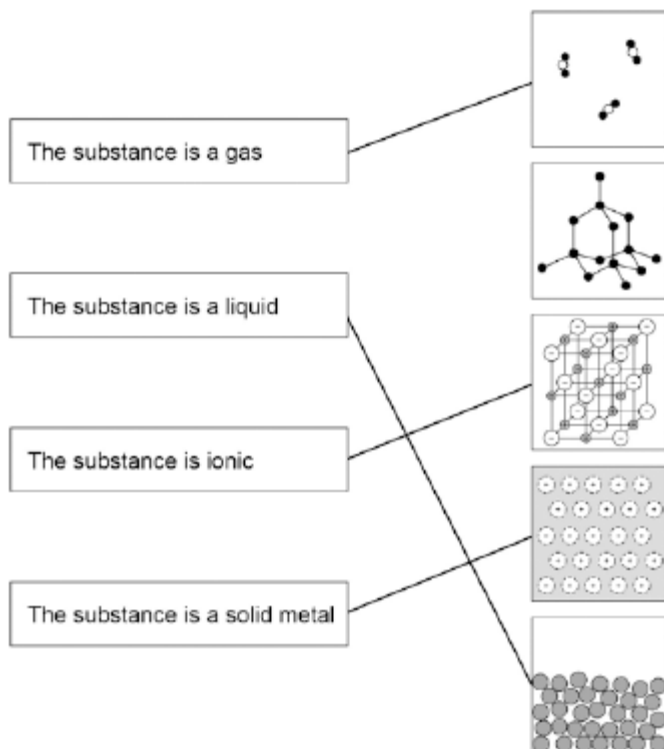 The substance is a gas
The substance is a liquid
The substance is ionic
The substance is a solid metal